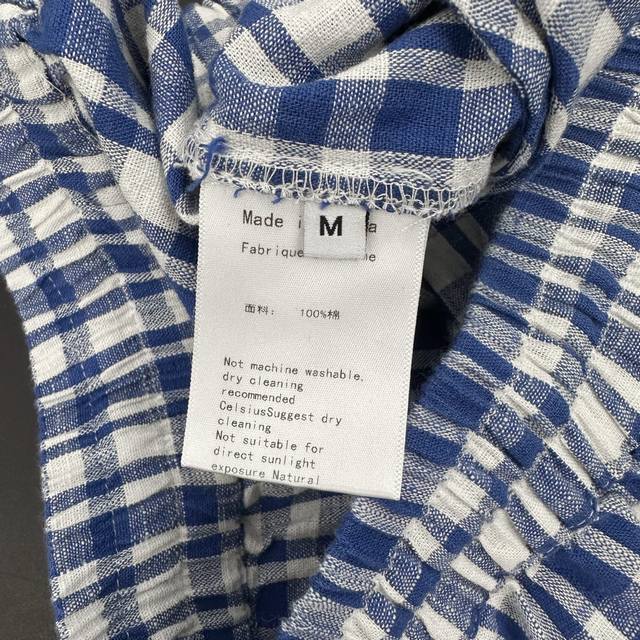 Made
M
Fabriqué
面料: 100%棉
Not machine washable,
dry cleaning
recommended
CelsiusSuggest dry
cleaning
Not suitable for
direct sunlight
exposure Natural